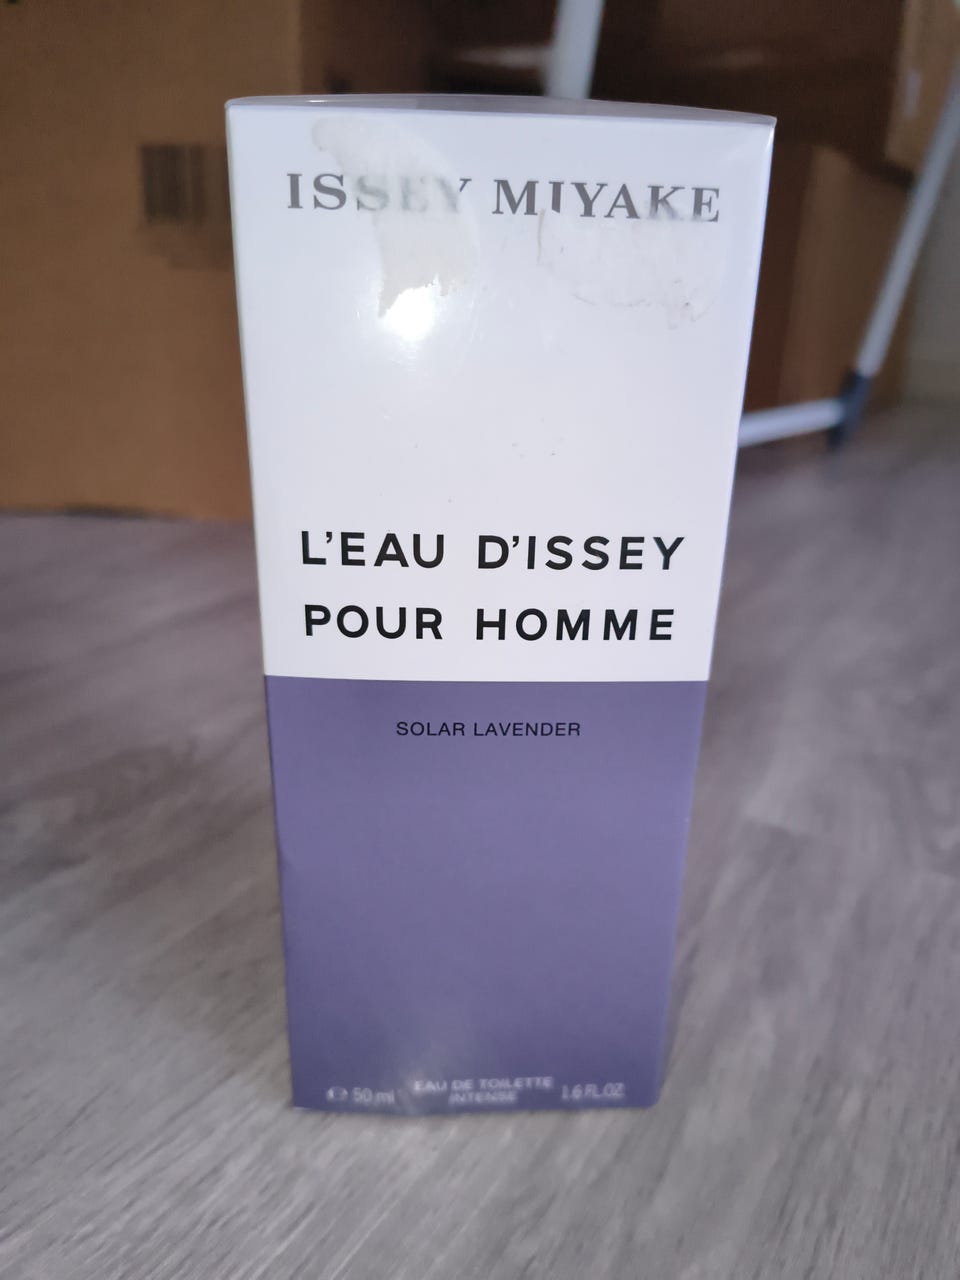 ISSEY MIYAKE
L'EAU D'ISSEY
POUR HOMME
SOLAR LAVENDER
℮ 50 ml EAU DE TOILETTE 1.6 FL.OZ
INTENSE